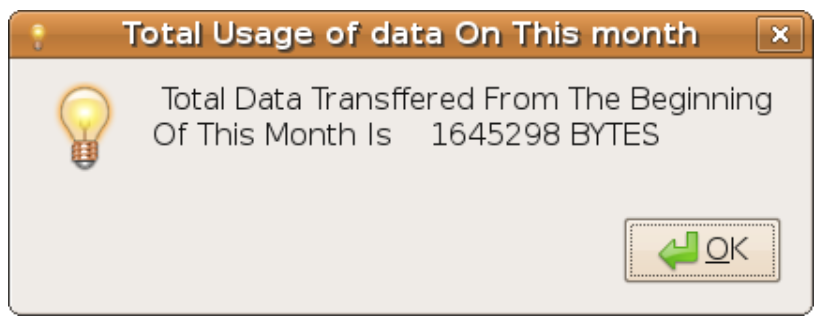 Total Usage of data On This month
Total Data Transffered From The Beginning
Of This Month Is 1645298 BYTES
OK